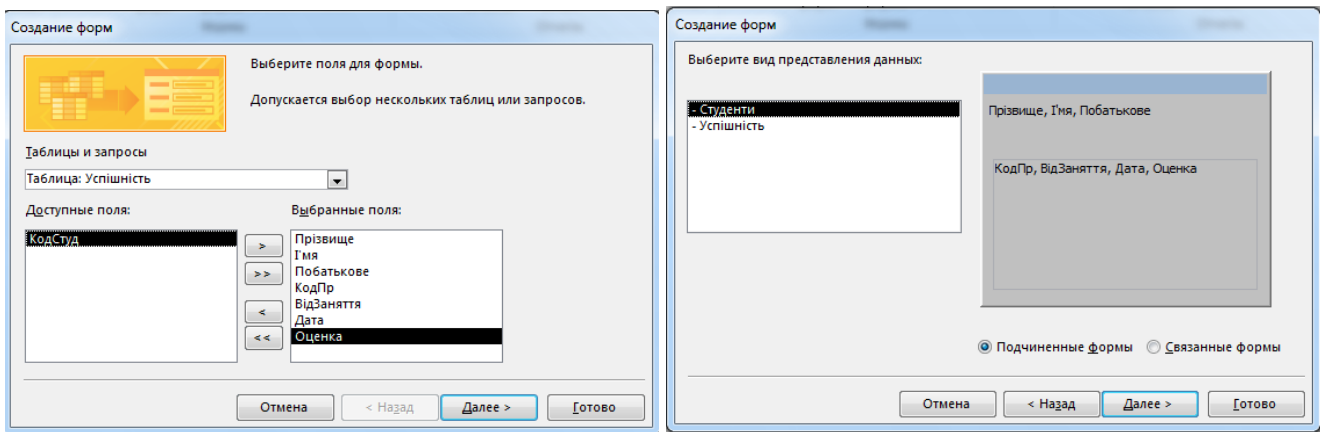 Создание форм
Выберите поля для формы.
Допускается выбор нескольких таблиц или запросов.
Таблицы и запросы
Таблица: Успішність
Доступные поля:
Выбранные поля:
КодСтуд
>
>>
<
<<
Прізвище
І'мя
Побатькове
КодПр
ВідЗаняття
Дата
Оценка
Отмена
< Назад
Далее >
Готово
Создание форм
Выберите вид представления данных:
- Студенти
- Успішність
Прізвище, І'мя, Побатькове
КодПр, ВідЗаняття, Дата, Оценка
Подчиненные формы
Связанные формы
Отмена
< Назад
Далее >
Готово